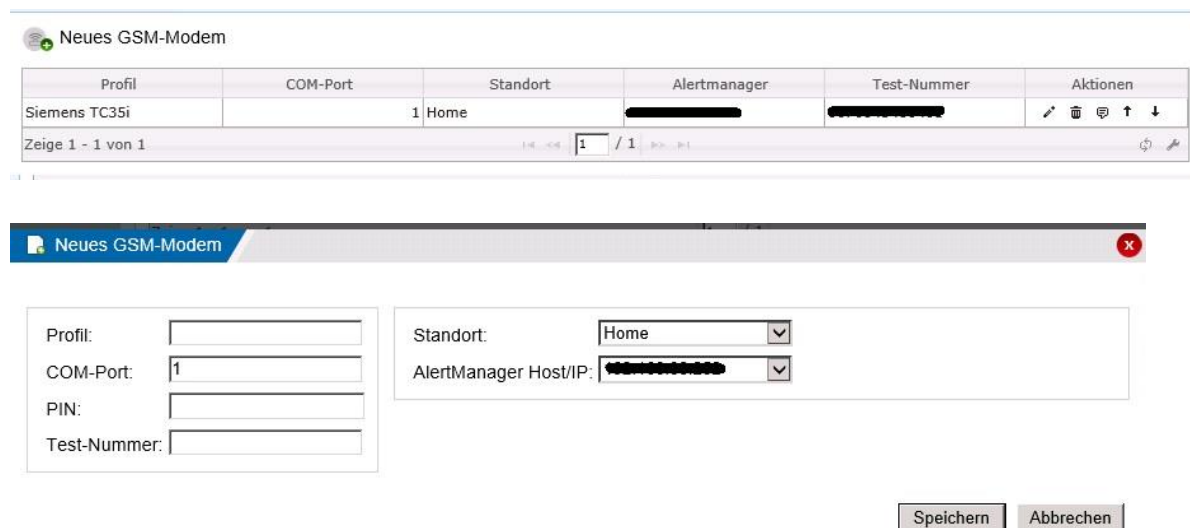 Neues GSM-Modem
Profil COM-Port Standort Alertmanager Test-Nummer Aktionen
Siemens TC35i 1 Home
Zeige 1 - 1 von 1 1 / 1
Neues GSM-Modem
Profil:
COM-Port: 1
PIN:
Test-Nummer:
Standort: Home
AlertManager Host/IP:
Speichern Abbrechen